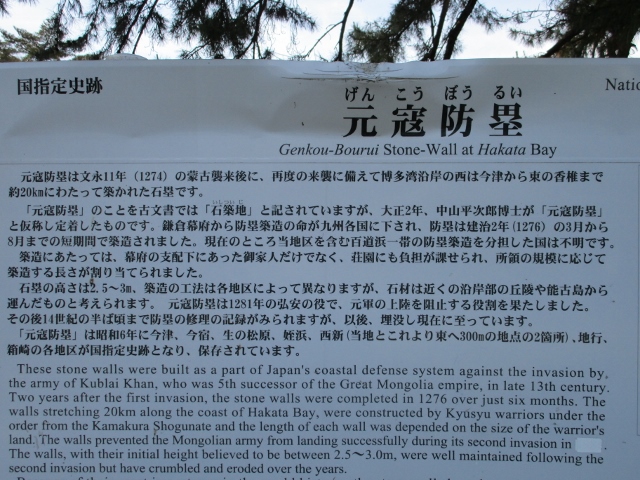 国指定史跡
Natio
げん こう ぼう るい
元寇防塁
Genkou-Bourui Stone-Wall at Hakata Bay
元寇防塁は文永11年(1274)の蒙古襲来後に、再度の来襲に備えて博多湾沿岸の西は今津から東の香椎まで
約20kmにわたって築かれた石塁です。
「元寇防塁」のことを古文書では「石築地」と記されていますが、大正2年、中山平次郎博士が「元寇防塁」
と仮称し定着したものです。鎌倉幕府から防塁築造の命が九州各国に下され、防塁は建治2年(1276)の3月から
8月までの短期間で築造されました。現在のところ当地区を含む百道浜一帯の防塁築造を分担した国は不明です。
築造にあたっては、幕府の支配下にあった御家人だけでなく、荘園にも負担が課せられ、所領の規模に応じて
築造する長さが割り当てられました。
石塁の高さは2.5〜3m、築造の工法は各地区によって異なりますが、石材は近くの沿岸部の丘陵や能古島から
運んだものと考えられます。 元寇防塁は1281年の弘安の役で、元軍の上陸を阻止する役割を果たしました。
その後14世紀の半ばまで防塁の修理の記録がみられますが、以後、埋没し現在に至っています。
「元寇防塁」は昭和6年に今津、今宿、生の松原、姪浜、西新(当地とこれより東へ300mの地点の2箇所)、地行、
箱崎の各地区が国指定史跡となり、保存されています。
These stone walls were built as a part of Japan's coastal defense system against the invasion by,
the army of Kublai Khan, who was 5th successor of the Great Mongolia empire, in late 13th century.
Two years after the first invasion, the stone walls were completed in 1276 over just six months. The
walls stretching 20km along the coast of Hakata Bay, were constructed by Kyusyu warriors under the
order from the Kamakura Shogunate and the length of each wall was depended on the size of the warrior's
land. The walls prevented the Mongolian army from landing successfully during its second invasion in
The walls, with their initial height believed to be between 2.5〜3.0m, were well maintained following the
second invasion but have crumbled and eroded over the years.